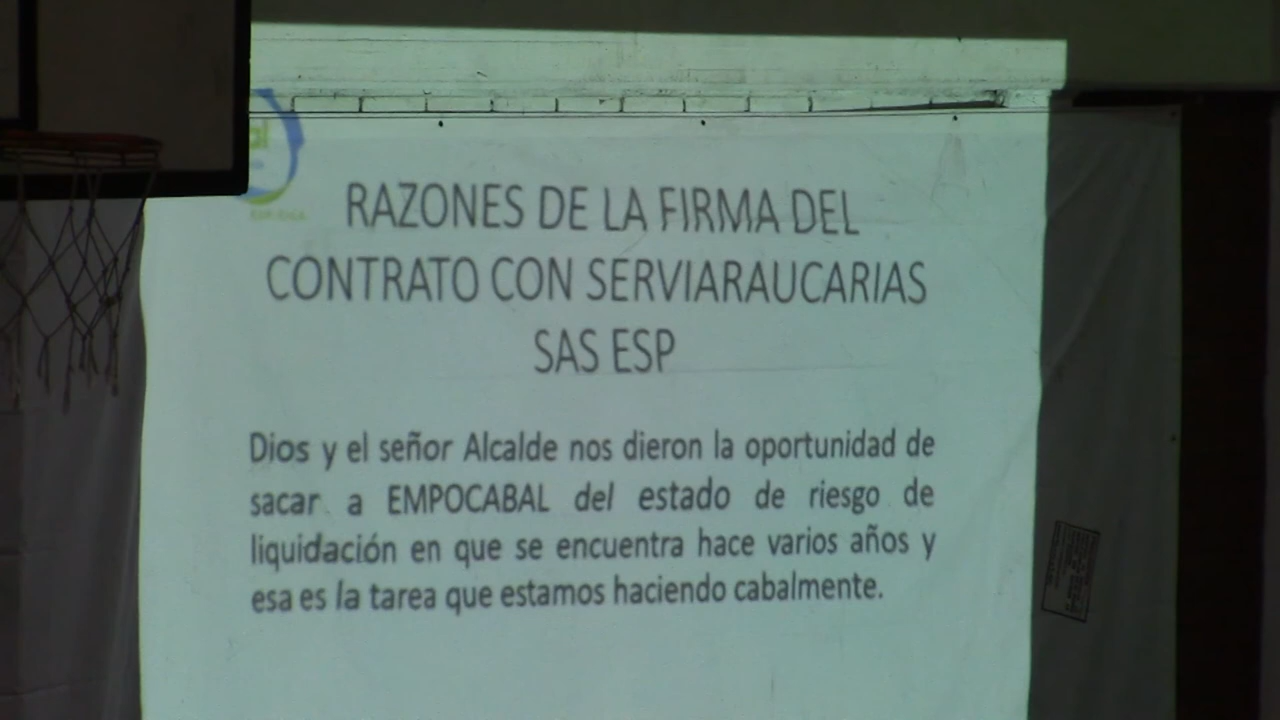 al
RAZONES DE LA FIRMA DEL
CONTRATO CON SERVIARAUCARIAS
SAS ESP
Dios y el señor Alcalde nos dieron la oportunidad de
sacar a EMPOCABAL del estado de riesgo de
liquidación en que se encuentra hace varios años y
esa es la tarea que estamos haciendo cabalmente.